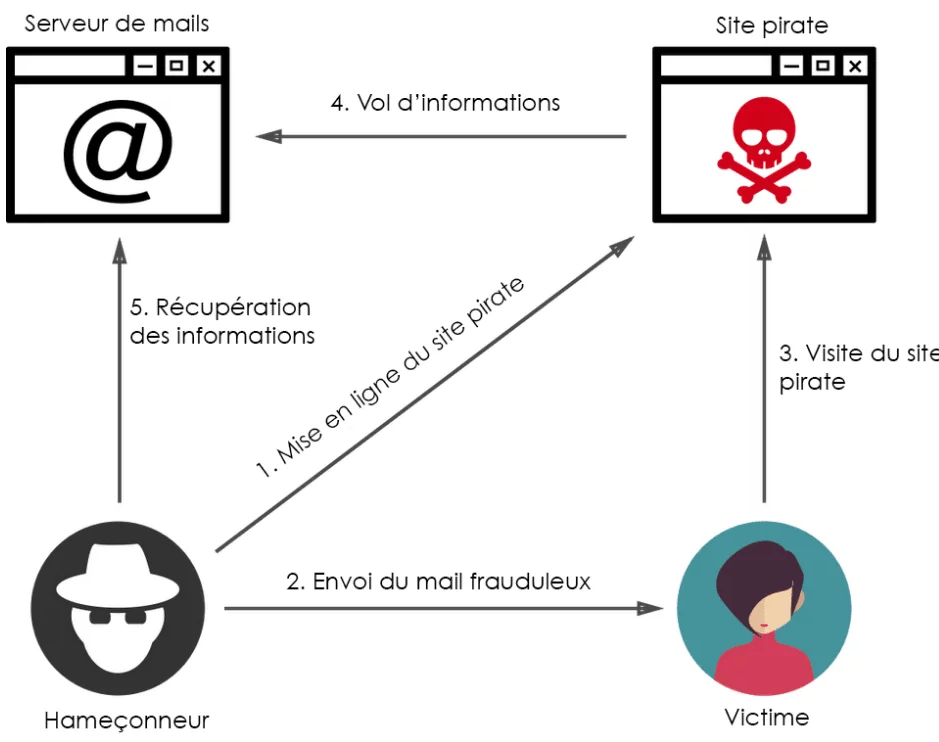 Serveur de mails
Site pirate
4. Vol d'informations
5. Récupération
des informations
1. Mise en ligne du site pirate
3. Visite du site
pirate
2. Envoi du mail frauduleux
Hameçonneur
Victime